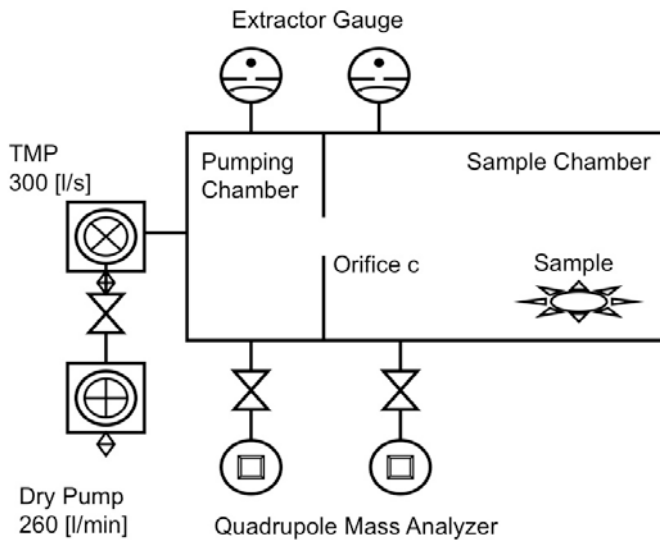 Extractor Gauge
TMP
300 [l/s]
Pumping
Chamber
Sample Chamber
Orifice c
Sample
Dry Pump
260 [l/min]
Quadrupole Mass Analyzer